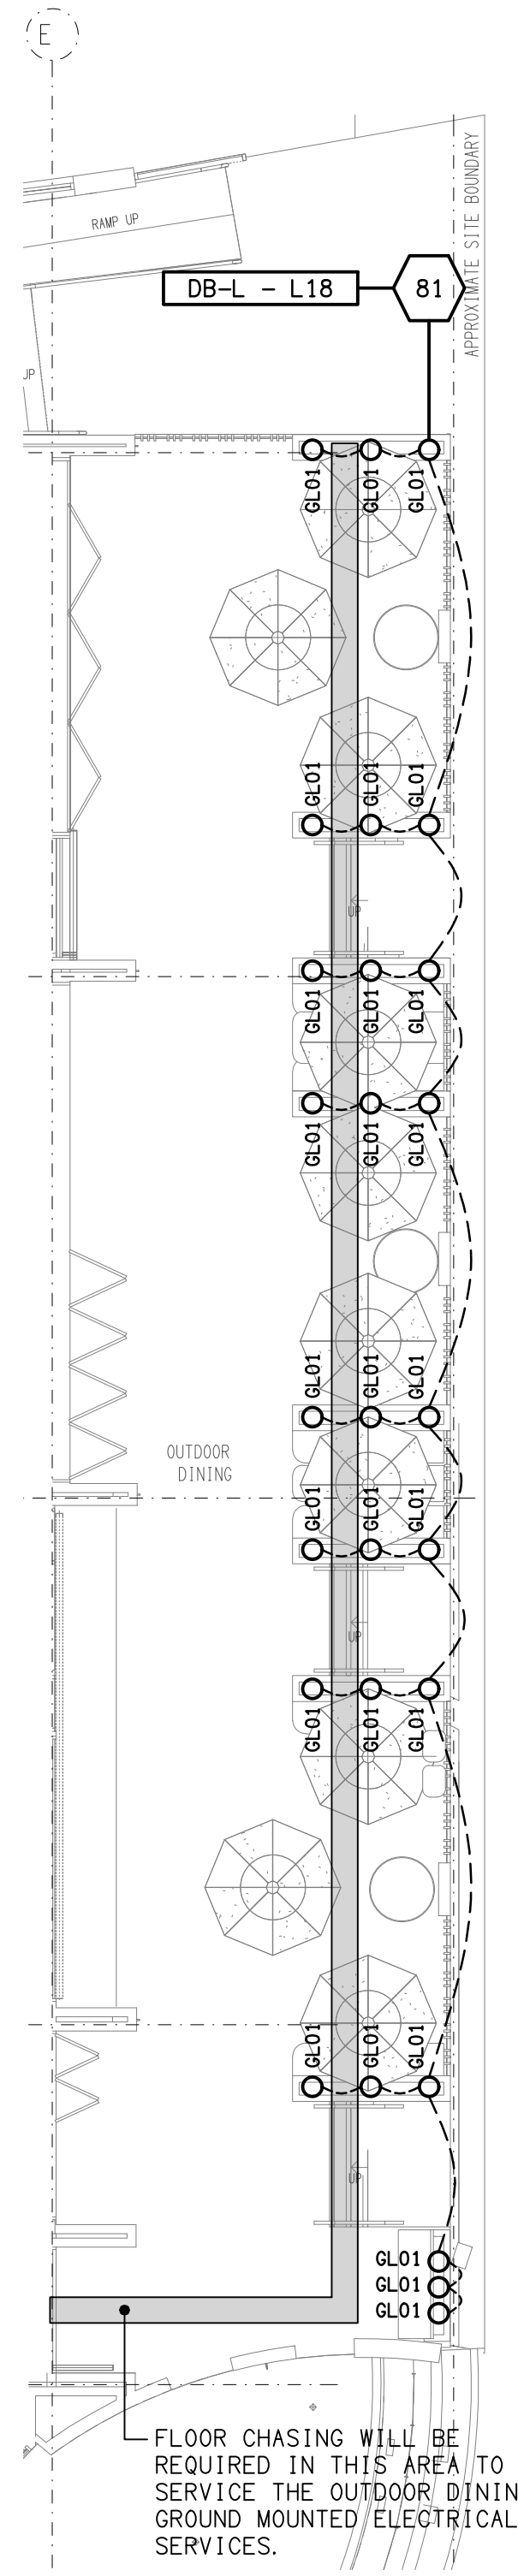 E
APPROXIMATE SITE BOUNDARY
RAMP UP
DB-L - L18
81
UP
GL01 GL01 GL01
GL01 GL01 GL01
UP
GL01 GL01 GL01
GL01 GL01 GL01
GL01 GL01 GL01
OUTDOOR
DINING
GL01 GL01 GL01
UP
GL01 GL01 GL01
GL01 GL01 GL01
UP
GL01
GL01
GL01
FLOOR CHASING WILL BE
REQUIRED IN THIS AREA TO
SERVICE THE OUTDOOR DININ
GROUND MOUNTED ELECTRICAL
SERVICES.